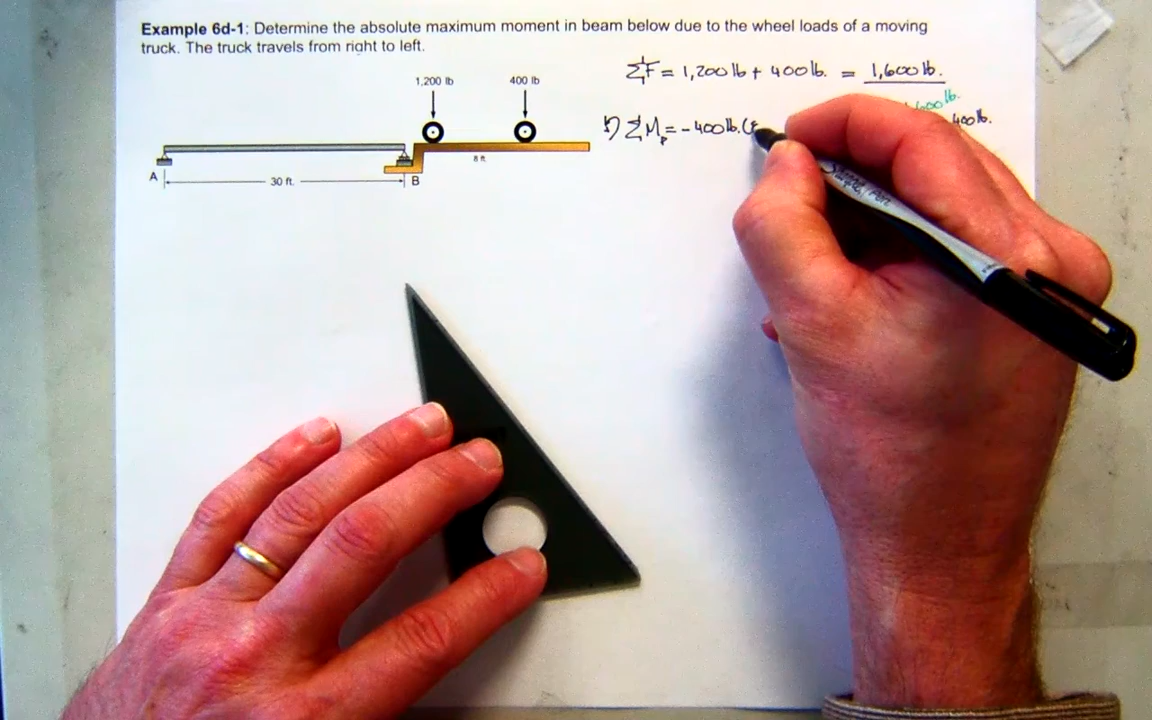 Example 6d-1: Determine the absolute maximum moment in beam below due to the wheel loads of a moving
truck. The truck travels from right to left.
1,200 lb 400 lb
8 ft.
A 30 ft. B
ΣF = 1,200 lb + 400 lb. = 1,600 lb.
400 lb.
ΣMp = -400 lb.(8